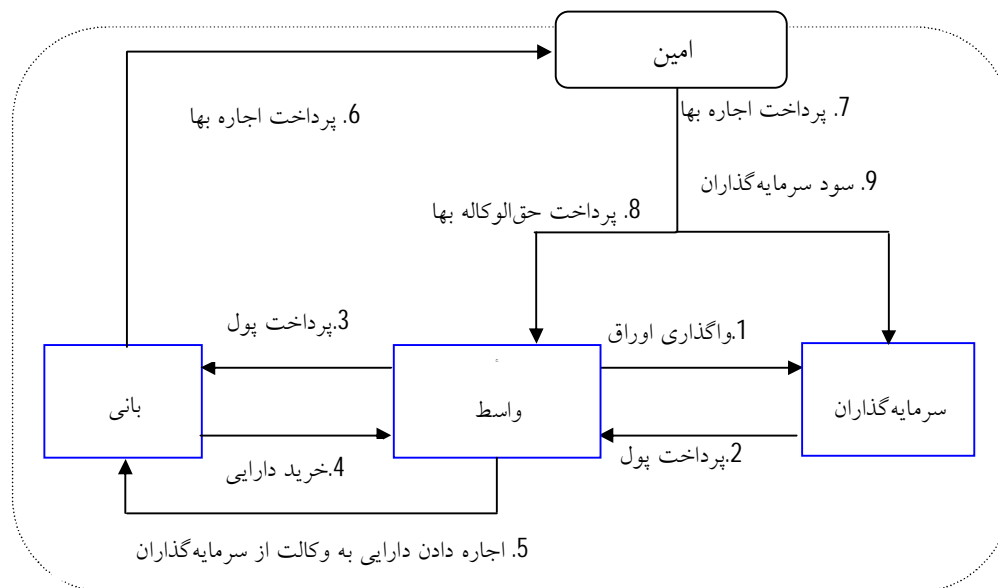 امین
6. پرداخت اجاره بها
7. پرداخت اجاره بها
9. سود سرمایه‌گذاران
8. پرداخت حق‌الوکاله بها
3.پرداخت پول
1.واگذاری اوراق
بانی
واسط
سرمایه‌گذاران
4.خرید دارایی
2.پرداخت پول
5. اجاره دادن دارایی به وکالت از سرمایه‌گذاران